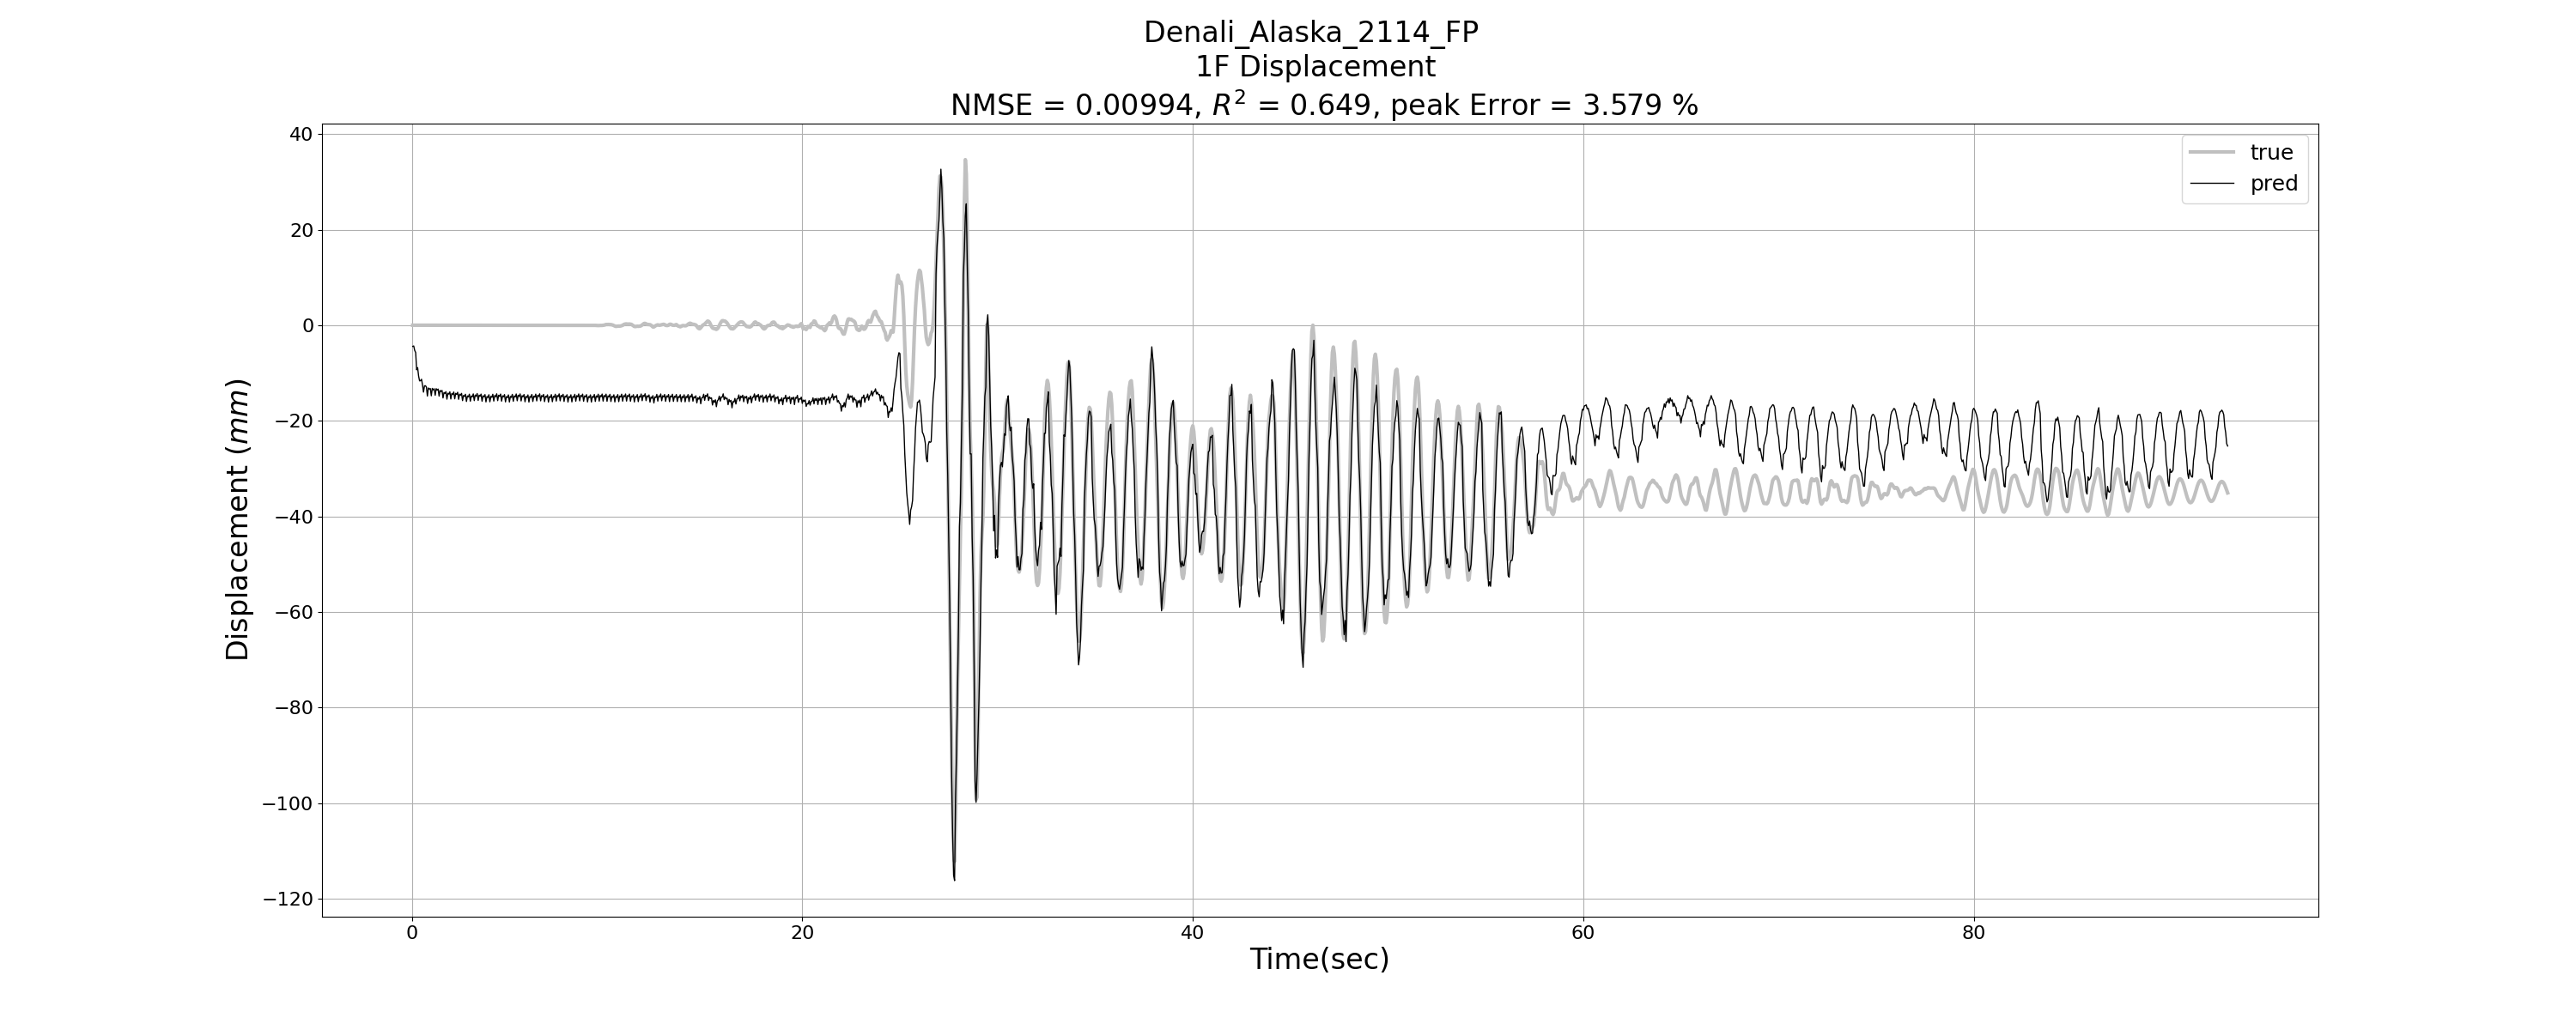 Denali_Alaska_2114_FP
1F Displacement
NMSE = 0.00994, R² = 0.649, peak Error = 3.579 %
true
pred
40
20
0
−20
−40
−60
−80
−100
−120
Displacement (mm)
0 20 40 60 80
Time(sec)